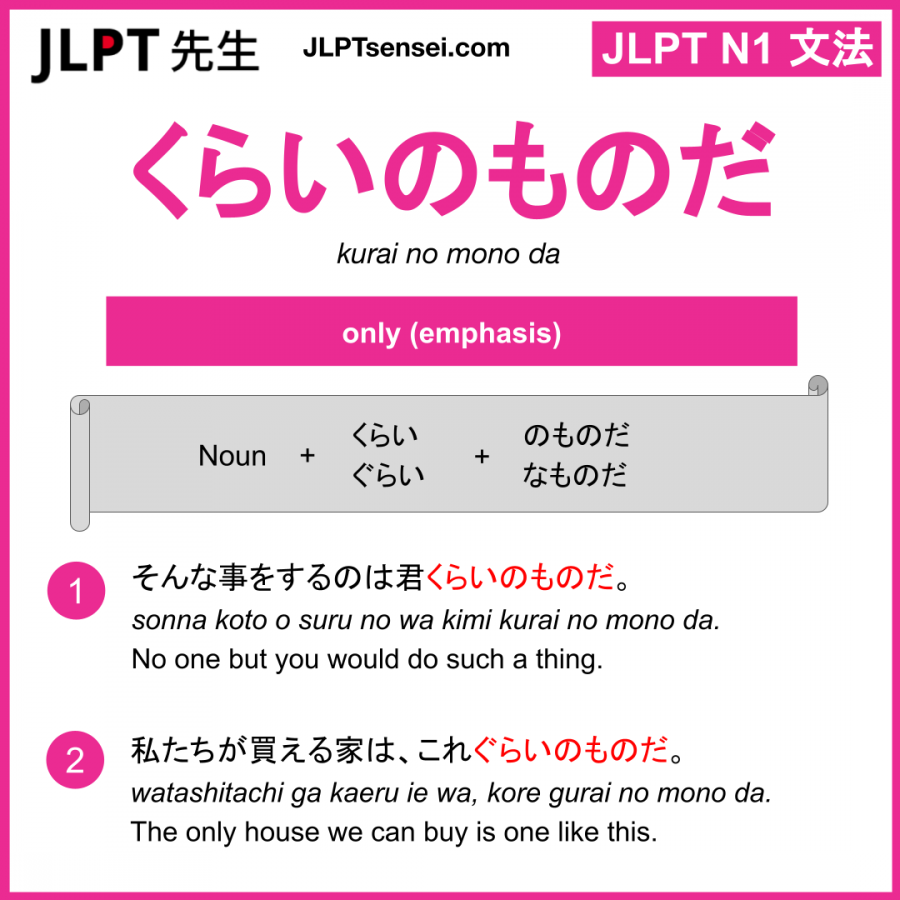 JLPT 先生
JLPTsensei.com
JLPT N1 文法
くらいのものだ
kurai no mono da
only (emphasis)
Noun + くらい ぐらい + のものだ なものだ
1 そんな事をするのは君くらいのものだ。
sonna koto o suru no wa kimi kurai no mono da.
No one but you would do such a thing.
2 私たちが買える家は、これぐらいのものだ。
watashitachi ga kaeru ie wa, kore gurai no mono da.
The only house we can buy is one like this.